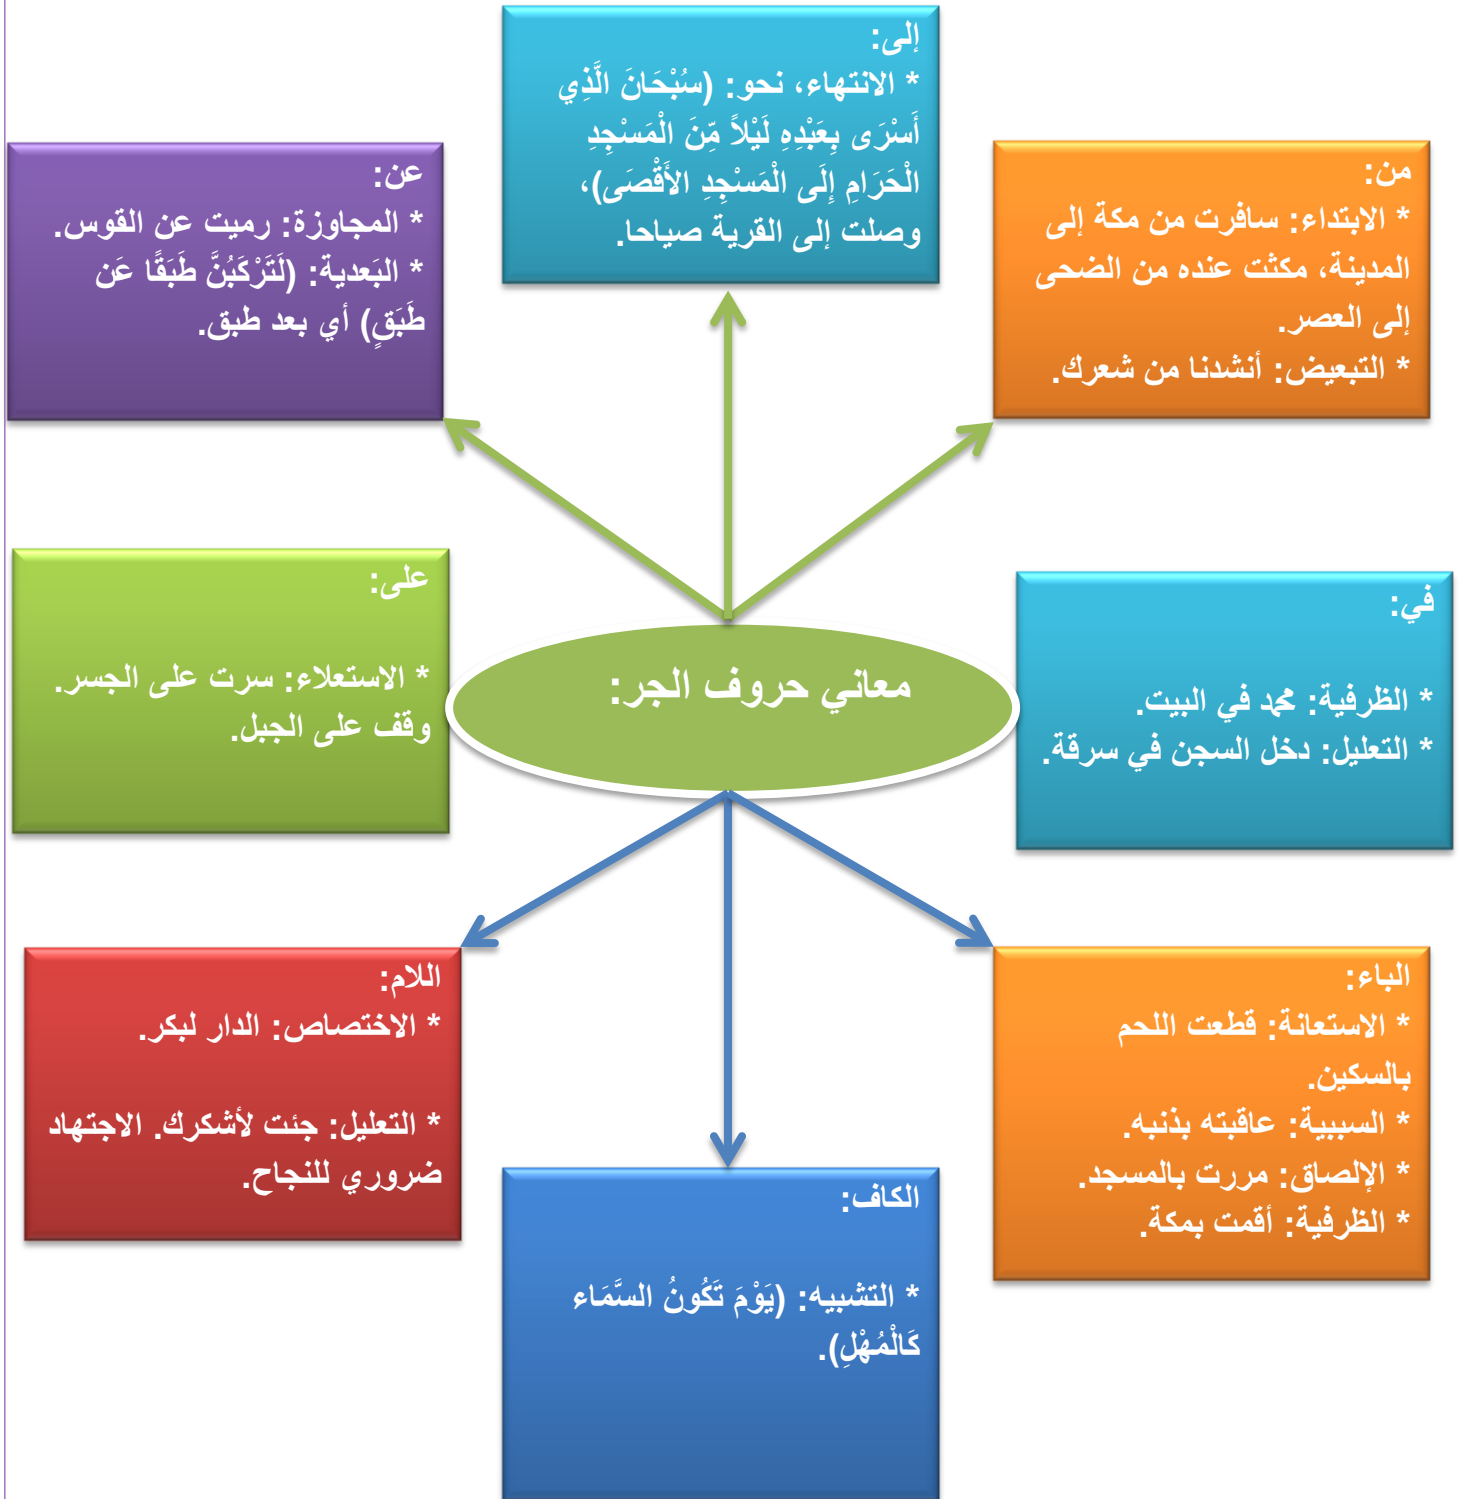 إلى:
* الانتهاء، نحو: (سُبْحَانَ الَّذِي
أَسْرَى بِعَبْدِهِ لَيْلاً مِّنَ الْمَسْجِدِ
الْحَرَامِ إِلَى الْمَسْجِدِ الأَقْصَى)،
وصلت إلى القرية صياحا.
من:
* الابتداء: سافرت من مكة إلى
المدينة، مكثت عنده من الضحى
إلى العصر.
* التبعيض: أنشدنا من شعرك.
عن:
* المجاوزة: رميت عن القوس.
* البَعدية: (لَتَرْكَبُنَّ طَبَقًا عَن
طَبَقٍ) أي بعد طبق.
في:
* الظرفية: محمد في البيت.
* التعليل: دخل السجن في سرقة.
معاني حروف الجر:
على:
* الاستعلاء: سرت على الجسر.
وقف على الجبل.
الباء:
* الاستعانة: قطعت اللحم
بالسكين.
* السببية: عاقبته بذنبه.
* الإلصاق: مررت بالمسجد.
* الظرفية: أقمت بمكة.
الكاف:
* التشبيه: (يَوْمَ تَكُونُ السَّمَاء
كَالْمُهْلِ).
اللام:
* الاختصاص: الدار لبكر.
* التعليل: جئت لأشكرك. الاجتهاد
ضروري للنجاح.